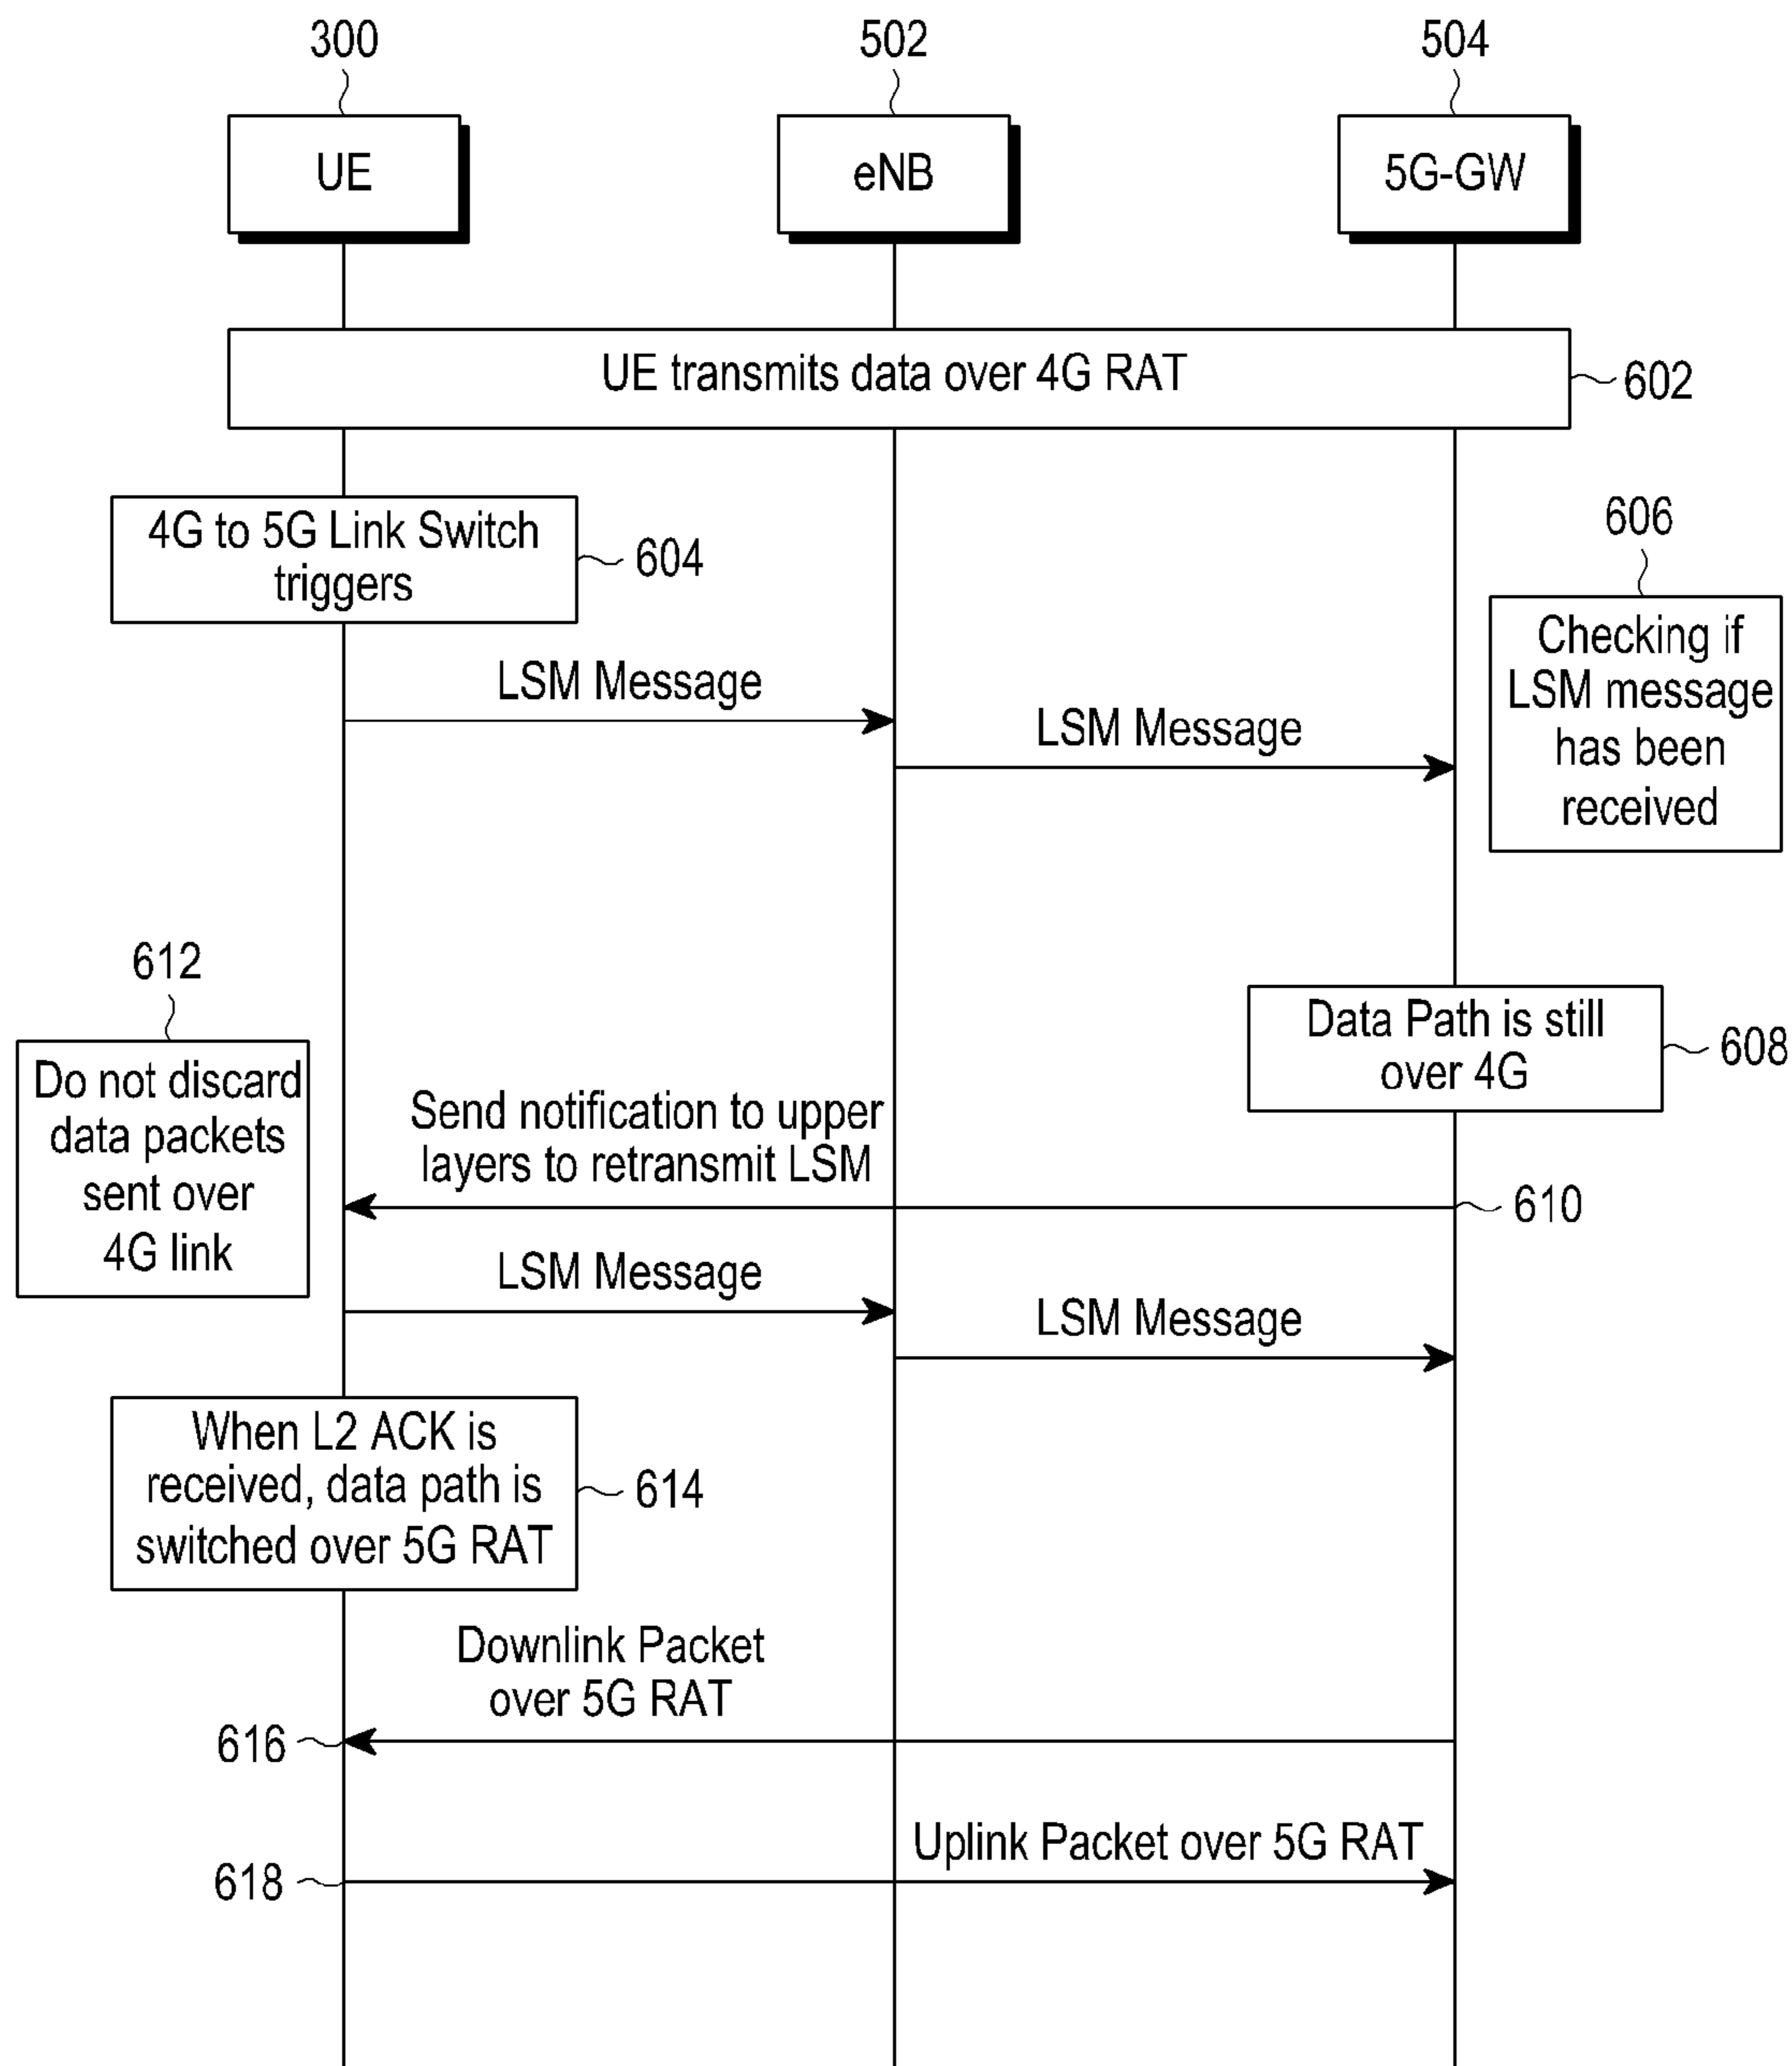 300
502
504
UE
eNB
5G-GW
UE transmits data over 4G RAT
602
4G to 5G Link Switch
triggers
604
606
Checking if
LSM message
has been
received
LSM Message
LSM Message
612
Do not discard
data packets
sent over
4G link
Data Path is still
over 4G
608
Send notification to upper
layers to retransmit LSM
610
LSM Message
LSM Message
When L2 ACK is
received, data path is
switched over 5G RAT
614
Downlink Packet
over 5G RAT
616
Uplink Packet over 5G RAT
618